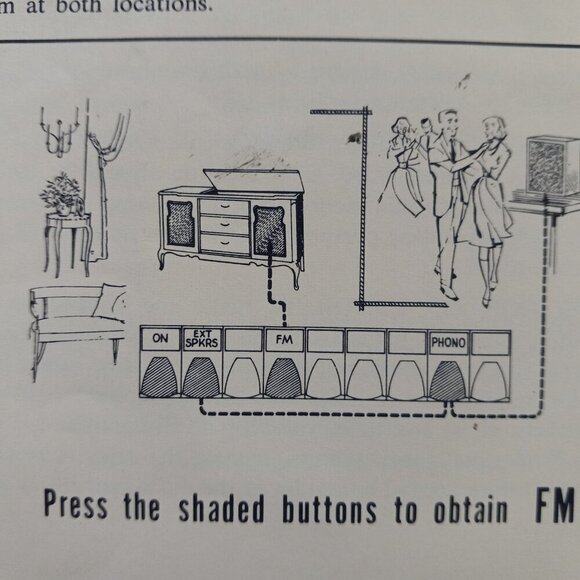 m at both locations.
ON EXT SPKRS FM PHONO
Press the shaded buttons to obtain FM